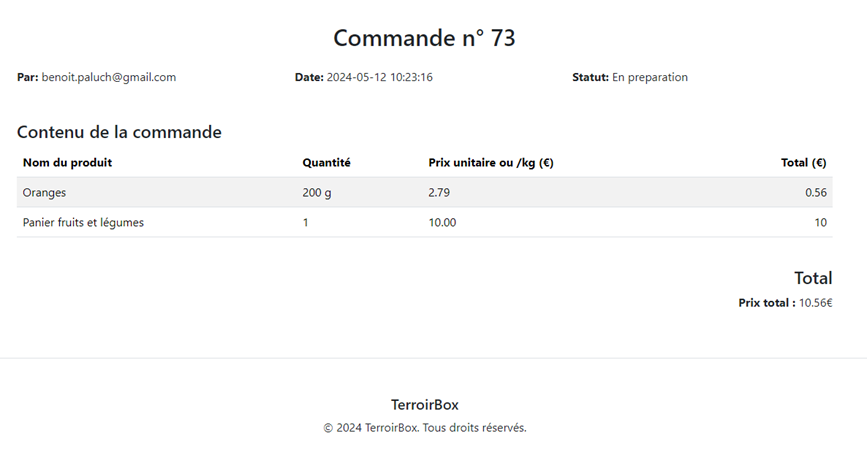 Commande n° 73
Par: benoit.paluch@gmail.com Date: 2024-05-12 10:23:16 Statut: En preparation
Contenu de la commande
Nom du produit Quantité Prix unitaire ou /kg (€) Total (€)
Oranges 200 g 2.79 0.56
Panier fruits et légumes 1 10.00 10
Total
Prix total : 10.56€
TerroirBox
© 2024 TerroirBox. Tous droits réservés.